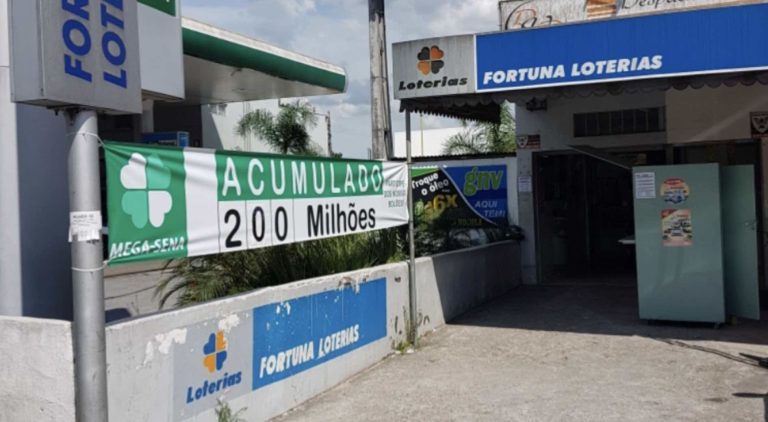 FORTUNA
LOTERIAS
Loterias
FORTUNA LOTERIAS
MEGA-SENA
ACUMULADO
200 Milhões
Troque
o Óleo
6X
gnv
AQUI
TEM!
Loterias
FORTUNA LOTERIAS